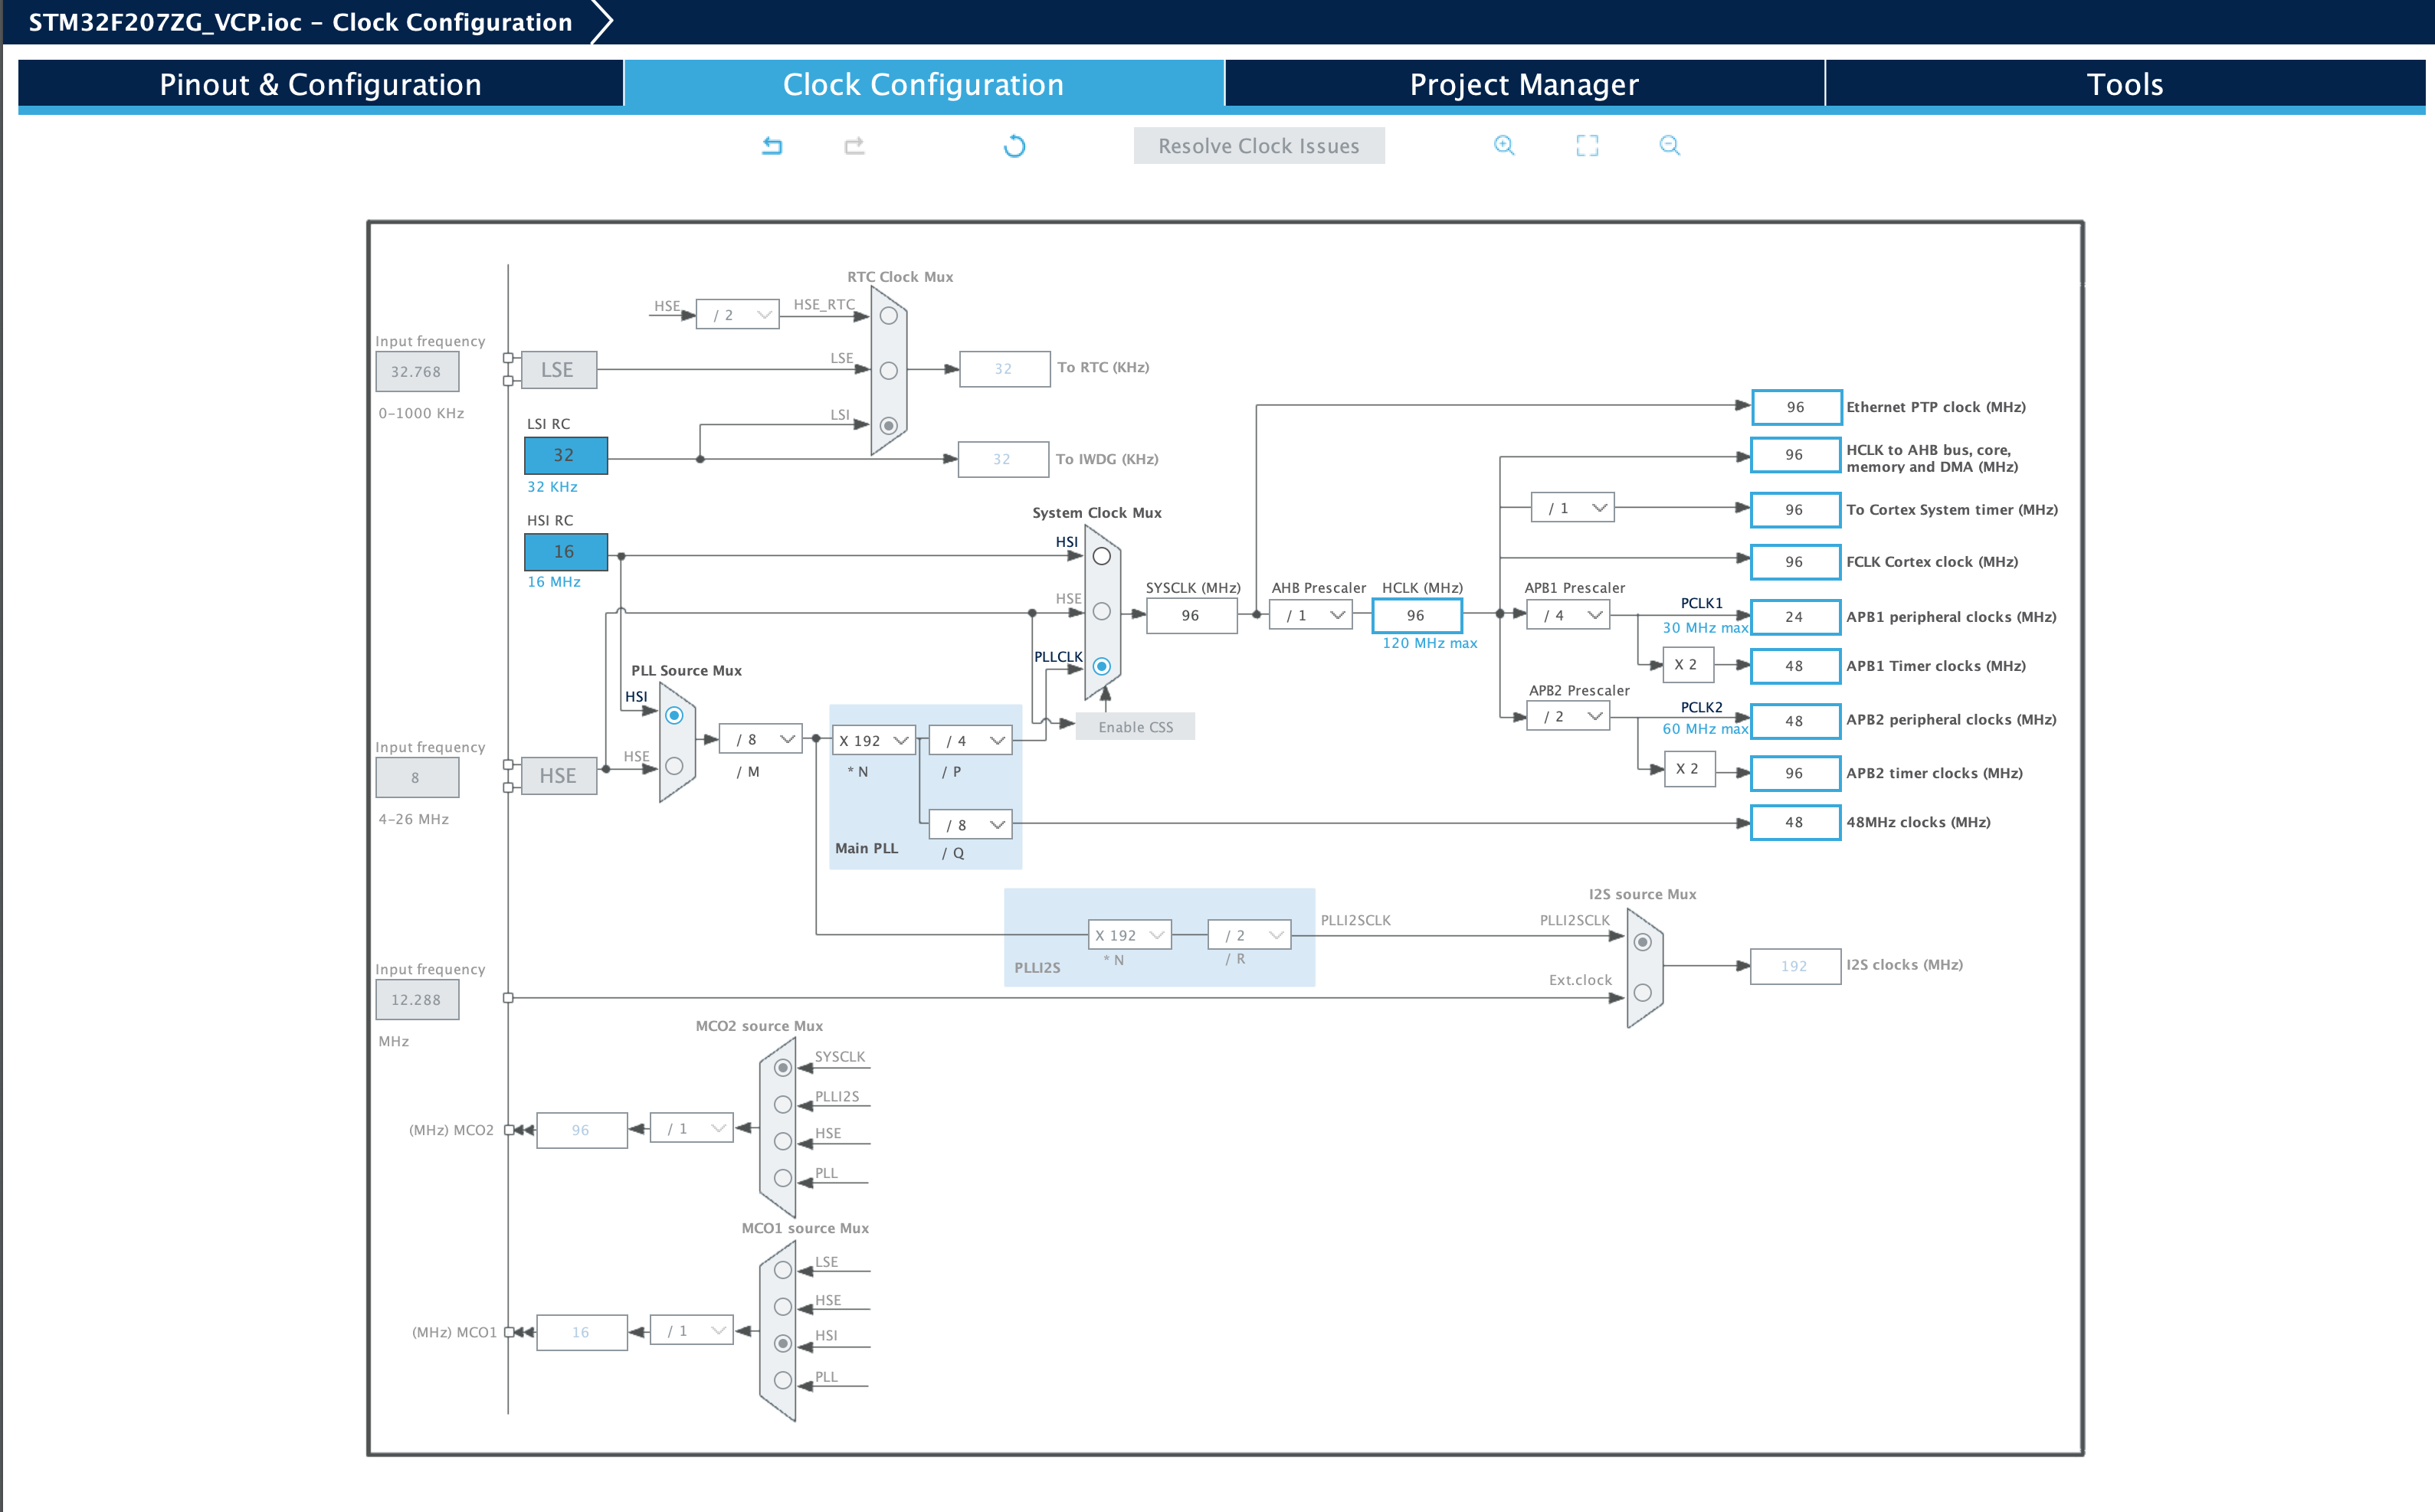 STM32F207ZG_VCP.ioc – Clock Configuration
Pinout & Configuration
Clock Configuration
Project Manager
Tools
Resolve Clock Issues
RTC Clock Mux
HSE
/ 2
HSE_RTC
Input frequency
32.768
0-1000 KHz
LSE
LSE
32
To RTC (KHz)
LSI RC
32
32 KHz
LSI
32
To IWDG (KHz)
HSI RC
16
16 MHz
System Clock Mux
HSI
HSE
PLLCLK
SYSCLK (MHz)
96
AHB Prescaler
/ 1
HCLK (MHz)
96
120 MHz max
Enable CSS
96
Ethernet PTP clock (MHz)
96
HCLK to AHB bus, core,
memory and DMA (MHz)
/ 1
96
To Cortex System timer (MHz)
96
FCLK Cortex clock (MHz)
APB1 Prescaler
/ 4
PCLK1
30 MHz max
24
APB1 peripheral clocks (MHz)
X 2
48
APB1 Timer clocks (MHz)
APB2 Prescaler
/ 2
PCLK2
60 MHz max
48
APB2 peripheral clocks (MHz)
X 2
96
APB2 timer clocks (MHz)
48
48MHz clocks (MHz)
PLL Source Mux
HSI
HSE
Input frequency
8
4-26 MHz
HSE
/ 8
/ M
X 192
* N
/ 4
/ P
/ 8
/ Q
Main PLL
PLLI2S
X 192
* N
/ 2
/ R
PLLI2SCLK
I2S source Mux
PLLI2SCLK
Ext.clock
192
I2S clocks (MHz)
Input frequency
12.288
MHz
MCO2 source Mux
SYSCLK
PLLI2S
HSE
PLL
(MHz) MCO2
96
/ 1
MCO1 source Mux
LSE
HSE
HSI
PLL
(MHz) MCO1
16
/ 1